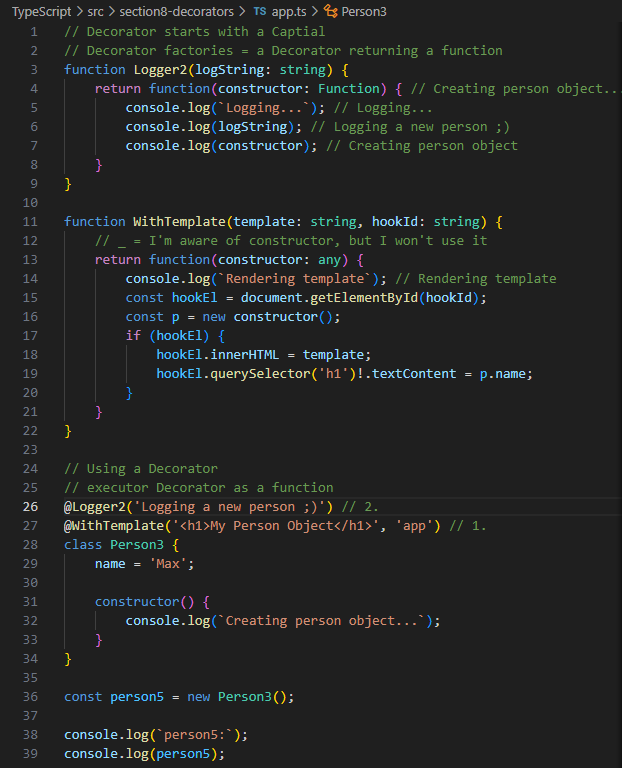 TypeScript > src > section8-decorators > TS app.ts > Person3
1 // Decorator starts with a Captial
2 // Decorator factories = a Decorator returning a function
3 function Logger2(logString: string) {
4     return function(constructor: Function) { // Creating person object...
5         console.log(`Logging...`); // Logging...
6         console.log(logString); // Logging a new person ;)
7         console.log(constructor); // Creating person object
8     }
9 }
10
11 function WithTemplate(template: string, hookId: string) {
12     // _ = I'm aware of constructor, but I won't use it
13     return function(constructor: any) {
14         console.log(`Rendering template`); // Rendering template
15         const hookEl = document.getElementById(hookId);
16         const p = new constructor();
17         if (hookEl) {
18             hookEl.innerHTML = template;
19             hookEl.querySelector('h1')!.textContent = p.name;
20         }
21     }
22 }
23
24 // Using a Decorator
25 // executor Decorator as a function
26 @Logger2('Logging a new person ;)') // 2.
27 @WithTemplate('<h1>My Person Object</h1>', 'app') // 1.
28 class Person3 {
29     name = 'Max';
30
31     constructor() {
32         console.log(`Creating person object...`);
33     }
34 }
35
36 const person5 = new Person3();
37
38 console.log(`person5:`);
39 console.log(person5);